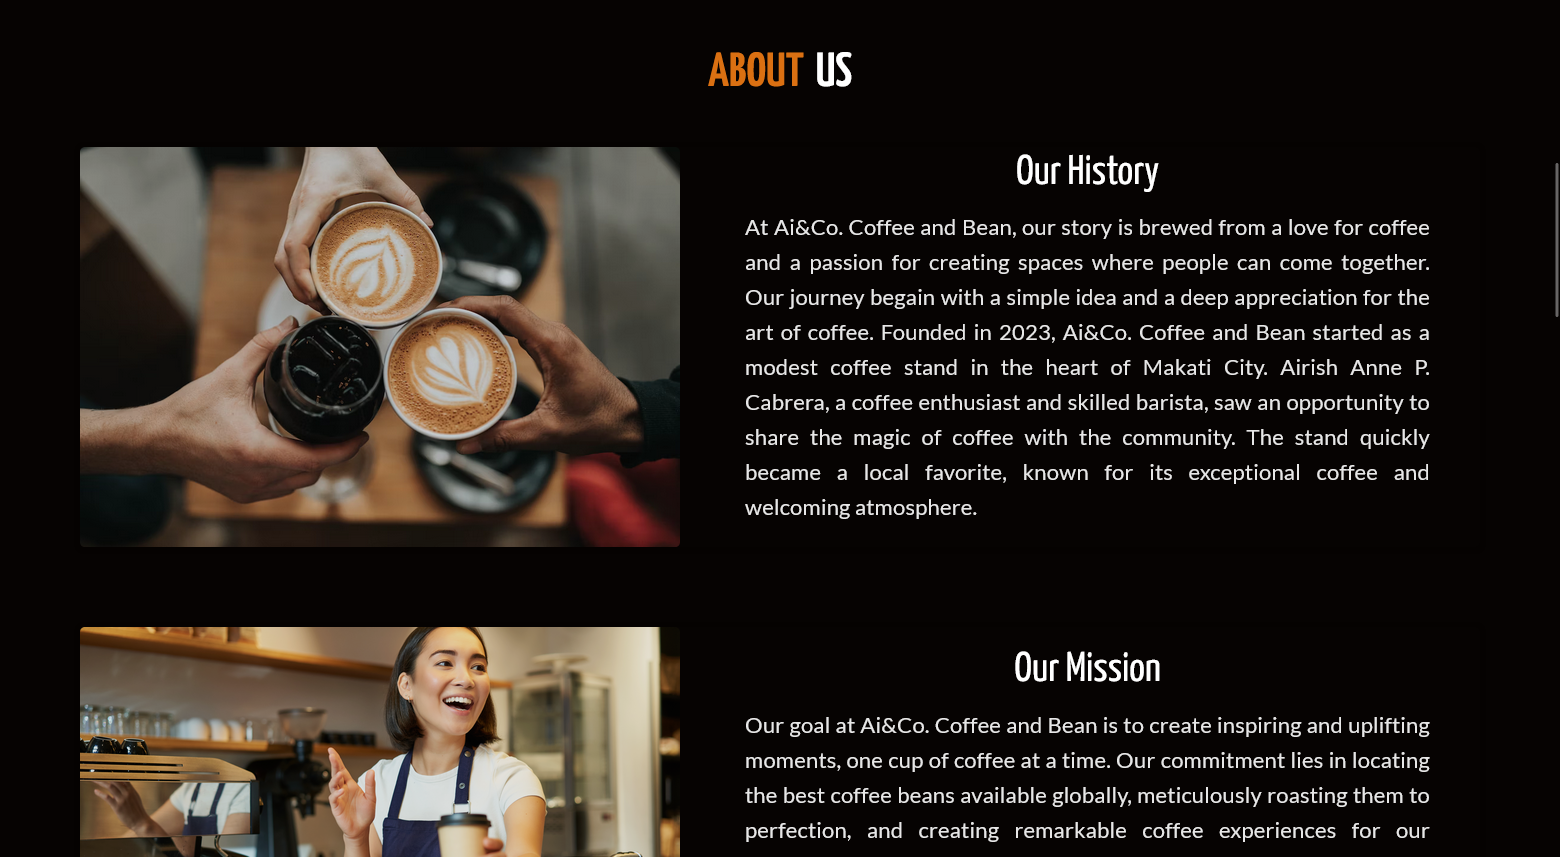 ABOUT US
Our History
At Ai&Co. Coffee and Bean, our story is brewed from a love for coffee
and a passion for creating spaces where people can come together.
Our journey begain with a simple idea and a deep appreciation for the
art of coffee. Founded in 2023, Ai&Co. Coffee and Bean started as a
modest coffee stand in the heart of Makati City. Airish Anne P.
Cabrera, a coffee enthusiast and skilled barista, saw an opportunity to
share the magic of coffee with the community. The stand quickly
became a local favorite, known for its exceptional coffee and
welcoming atmosphere.
Our Mission
Our goal at Ai&Co. Coffee and Bean is to create inspiring and uplifting
moments, one cup of coffee at a time. Our commitment lies in locating
the best coffee beans available globally, meticulously roasting them to
perfection, and creating remarkable coffee experiences for our